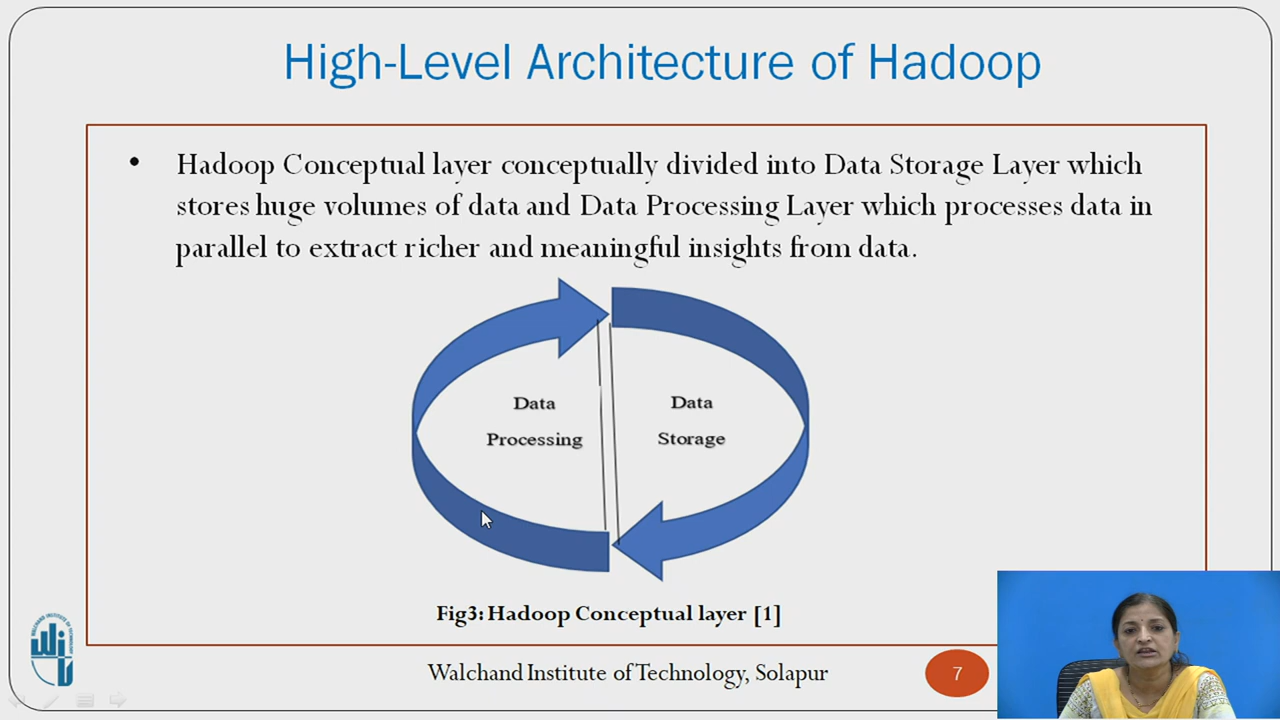 High-Level Architecture of Hadoop
• Hadoop Conceptual layer conceptually divided into Data Storage Layer which
stores huge volumes of data and Data Processing Layer which processes data in
parallel to extract richer and meaningful insights from data.
Data
Processing
Data
Storage
Fig3: Hadoop Conceptual layer [1]
Walchand Institute of Technology, Solapur
7